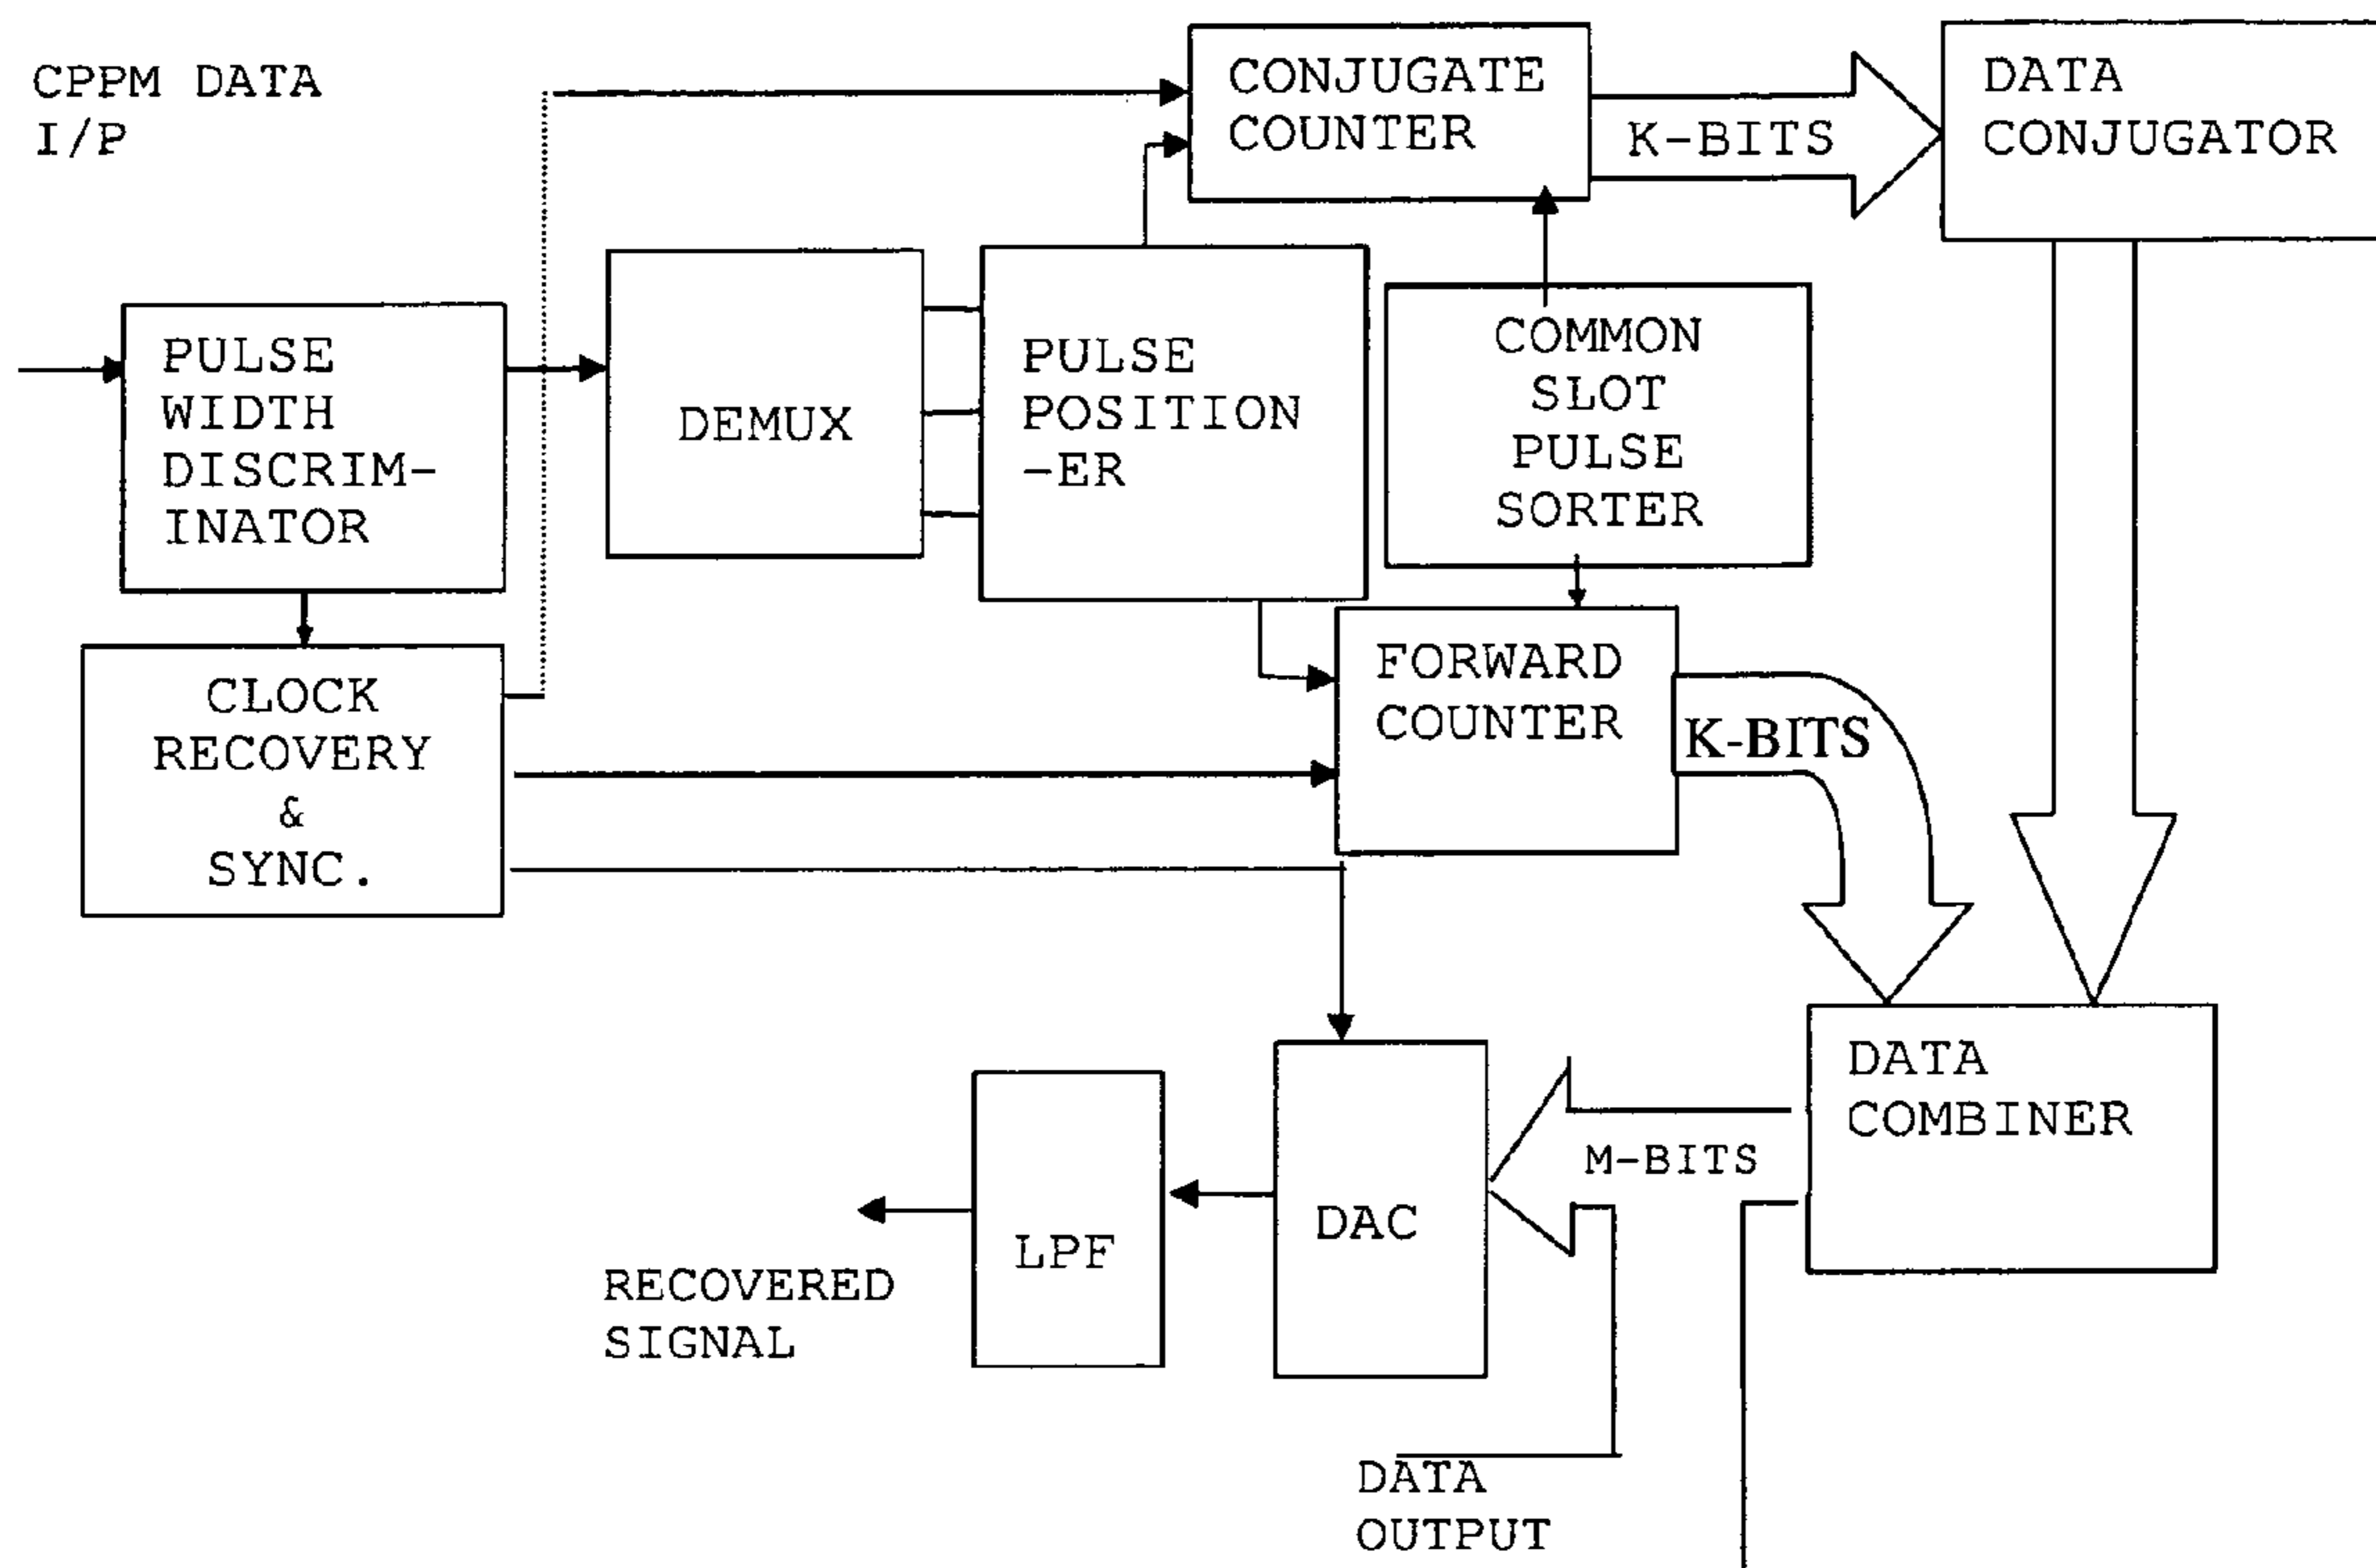 CPPM DATA
I/P
CONJUGATE
COUNTER
K-BITS
DATA
CONJUGATOR
PULSE
WIDTH
DISCRIM-
INATOR
DEMUX
PULSE
POSITION
-ER
COMMON
SLOT
PULSE
SORTER
CLOCK
RECOVERY
&
SYNC.
FORWARD
COUNTER
K-BITS
DATA
COMBINER
M-BITS
DAC
LPF
RECOVERED
SIGNAL
DATA
OUTPUT